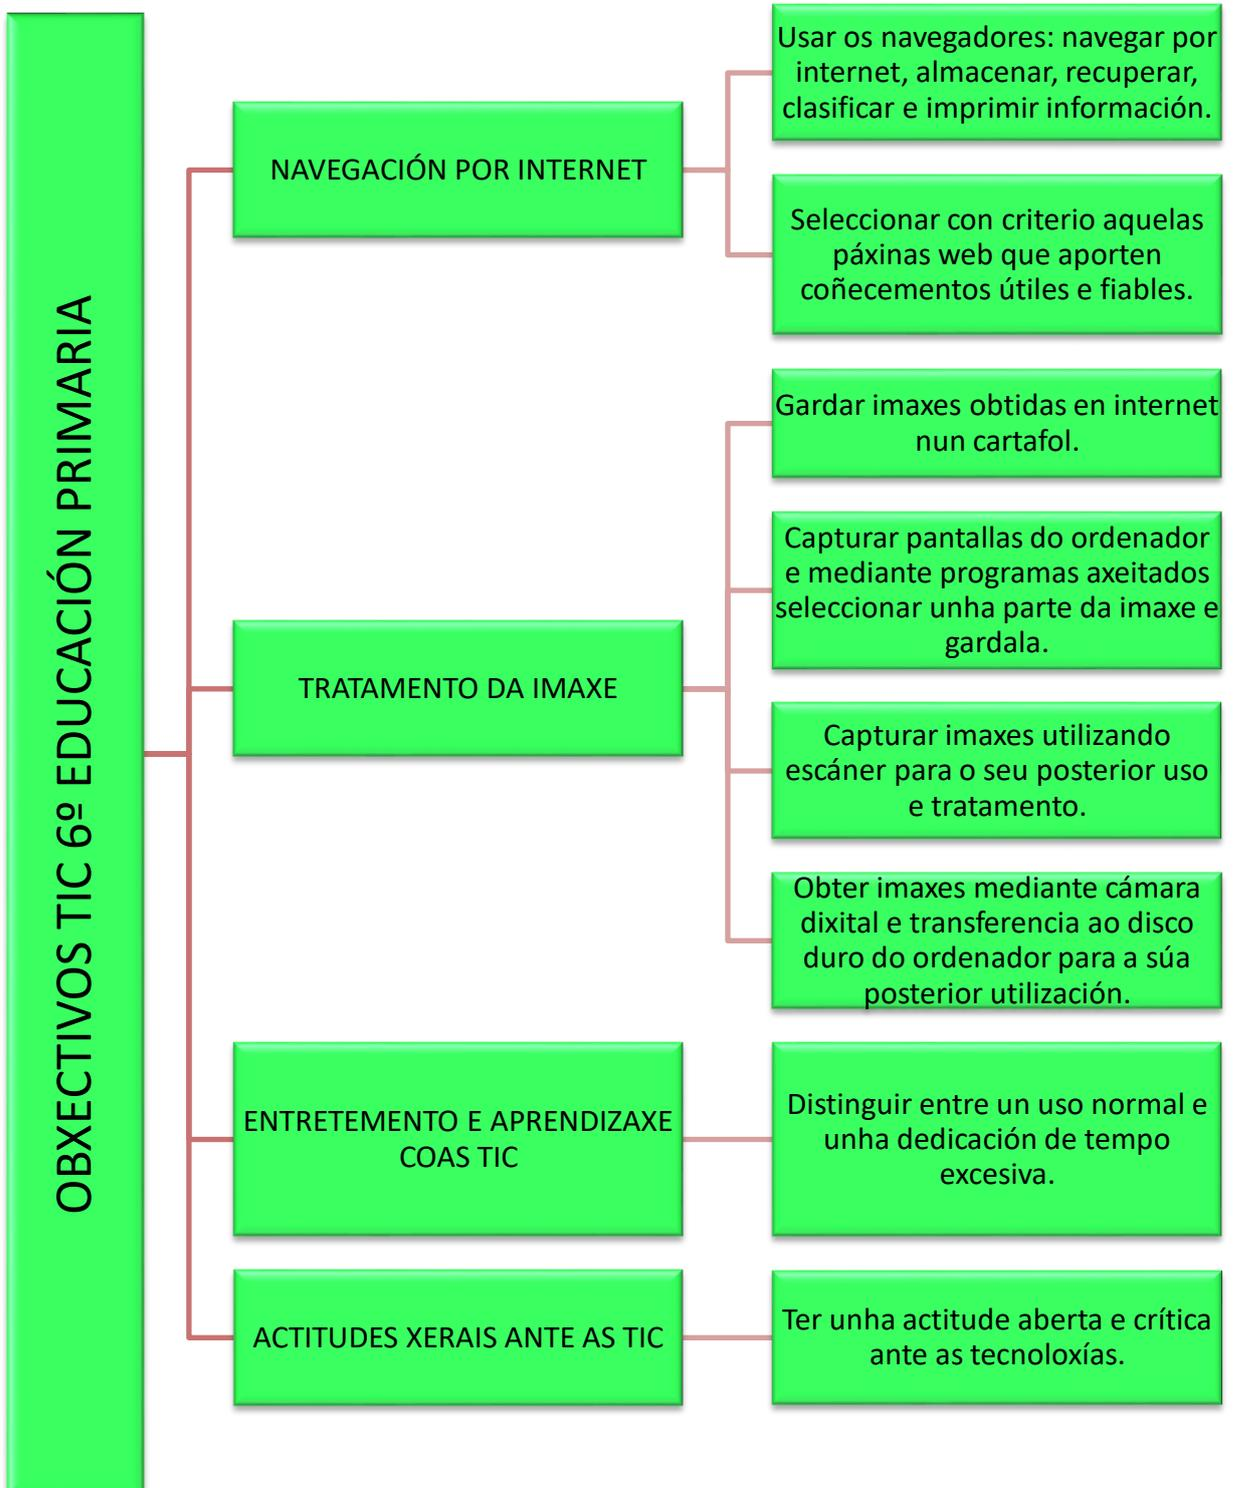 OBXECTIVOS TIC 6º EDUCACIÓN PRIMARIA
NAVEGACIÓN POR INTERNET
Usar os navegadores: navegar por
internet, almacenar, recuperar,
clasificar e imprimir información.
Seleccionar con criterio aquelas
páxinas web que aporten
coñecementos útiles e fiables.
TRATAMENTO DA IMAXE
Gardar imaxes obtidas en internet
nun cartafol.
Capturar pantallas do ordenador
e mediante programas axeitados
seleccionar unha parte da imaxe e
gardala.
Capturar imaxes utilizando
escáner para o seu posterior uso
e tratamento.
Obter imaxes mediante cámara
dixital e transferencia ao disco
duro do ordenador para a súa
posterior utilización.
ENTRETEMENTO E APRENDIZAXE
COAS TIC
Distinguir entre un uso normal e
unha dedicación de tempo
excesiva.
ACTITUDES XERAIS ANTE AS TIC
Ter unha actitude aberta e crítica
ante as tecnoloxías.